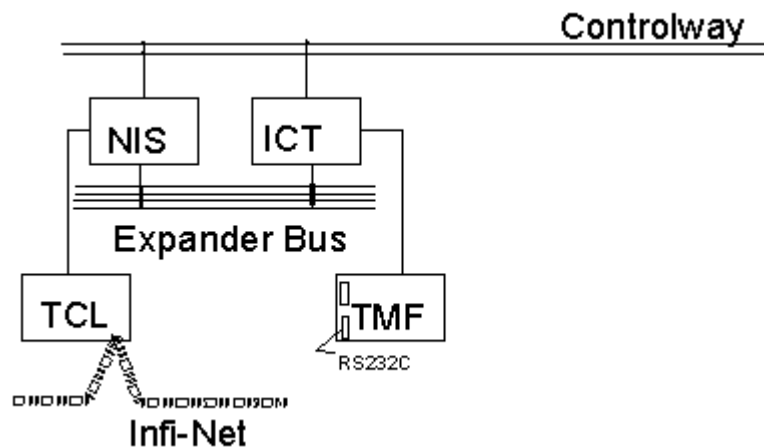 Controlway
NIS
ICT
Expander Bus
TCL
TMF
RS232C
Infi-Net